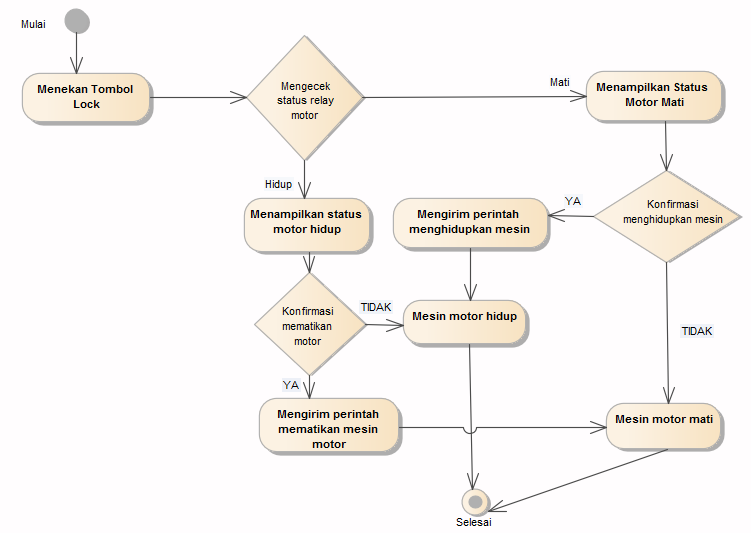 Mulai
Menekan Tombol
Lock
Mengecek
status relay
motor
Mati
Menampilkan Status
Motor Mati
Hidup
Menampilkan status
motor hidup
Mengirim perintah
menghidupkan mesin
YA
Konfirmasi
menghidupkan mesin
Konfirmasi
mematikan
motor
TIDAK
Mesin motor hidup
TIDAK
YA
Mengirim perintah
mematikan mesin
motor
Mesin motor mati
Selesai